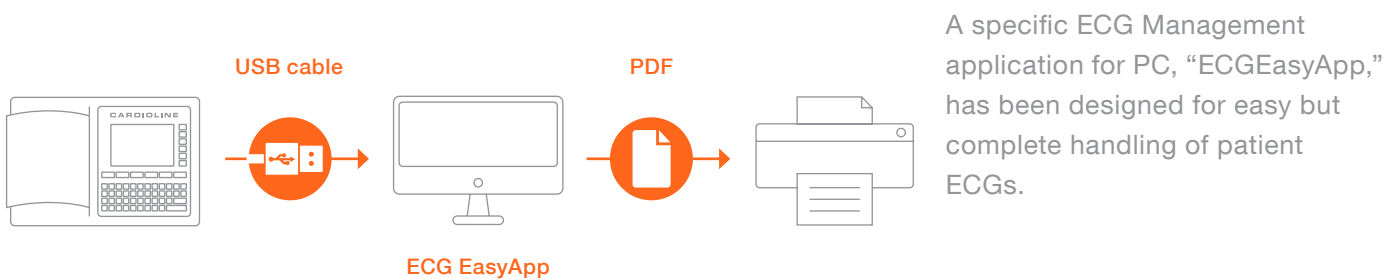 USB cable
PDF
CARDIOLINE
ECG EasyApp
A specific ECG Management
application for PC, “ECGEasyApp,”
has been designed for easy but
complete handling of patient
ECGs.